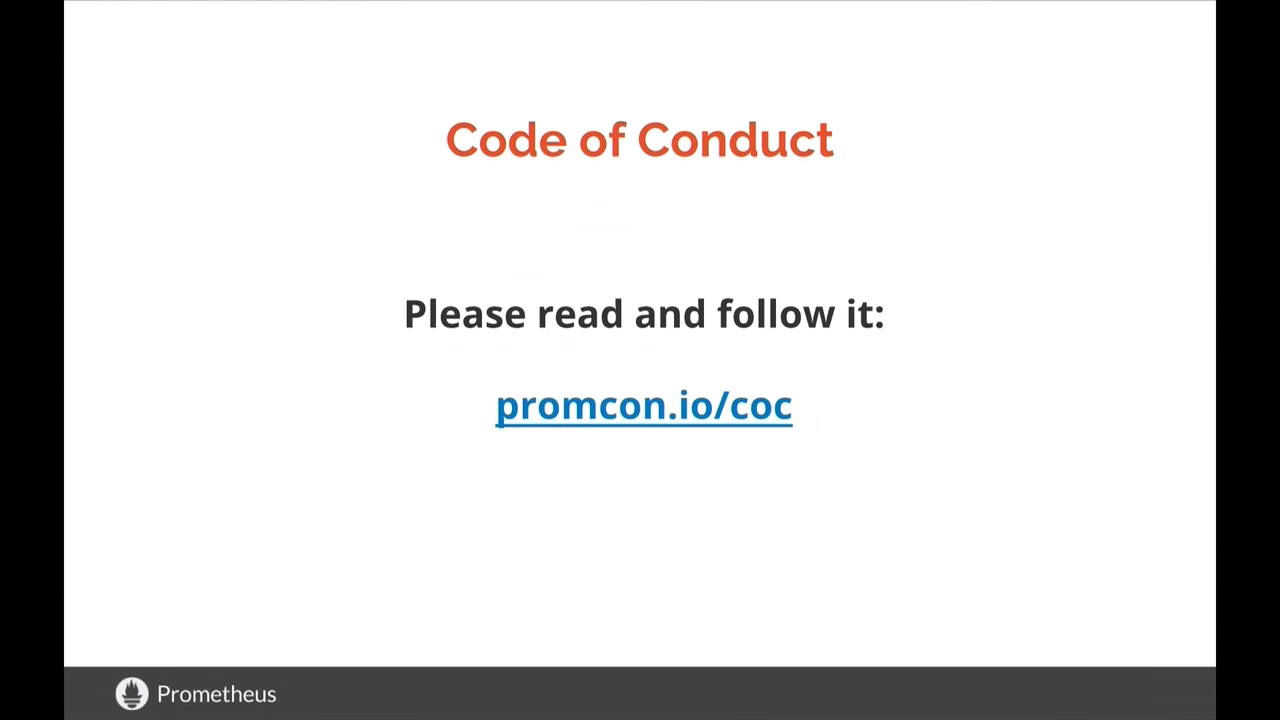 Code of Conduct
Please read and follow it:
promcon.io/coc
Prometheus